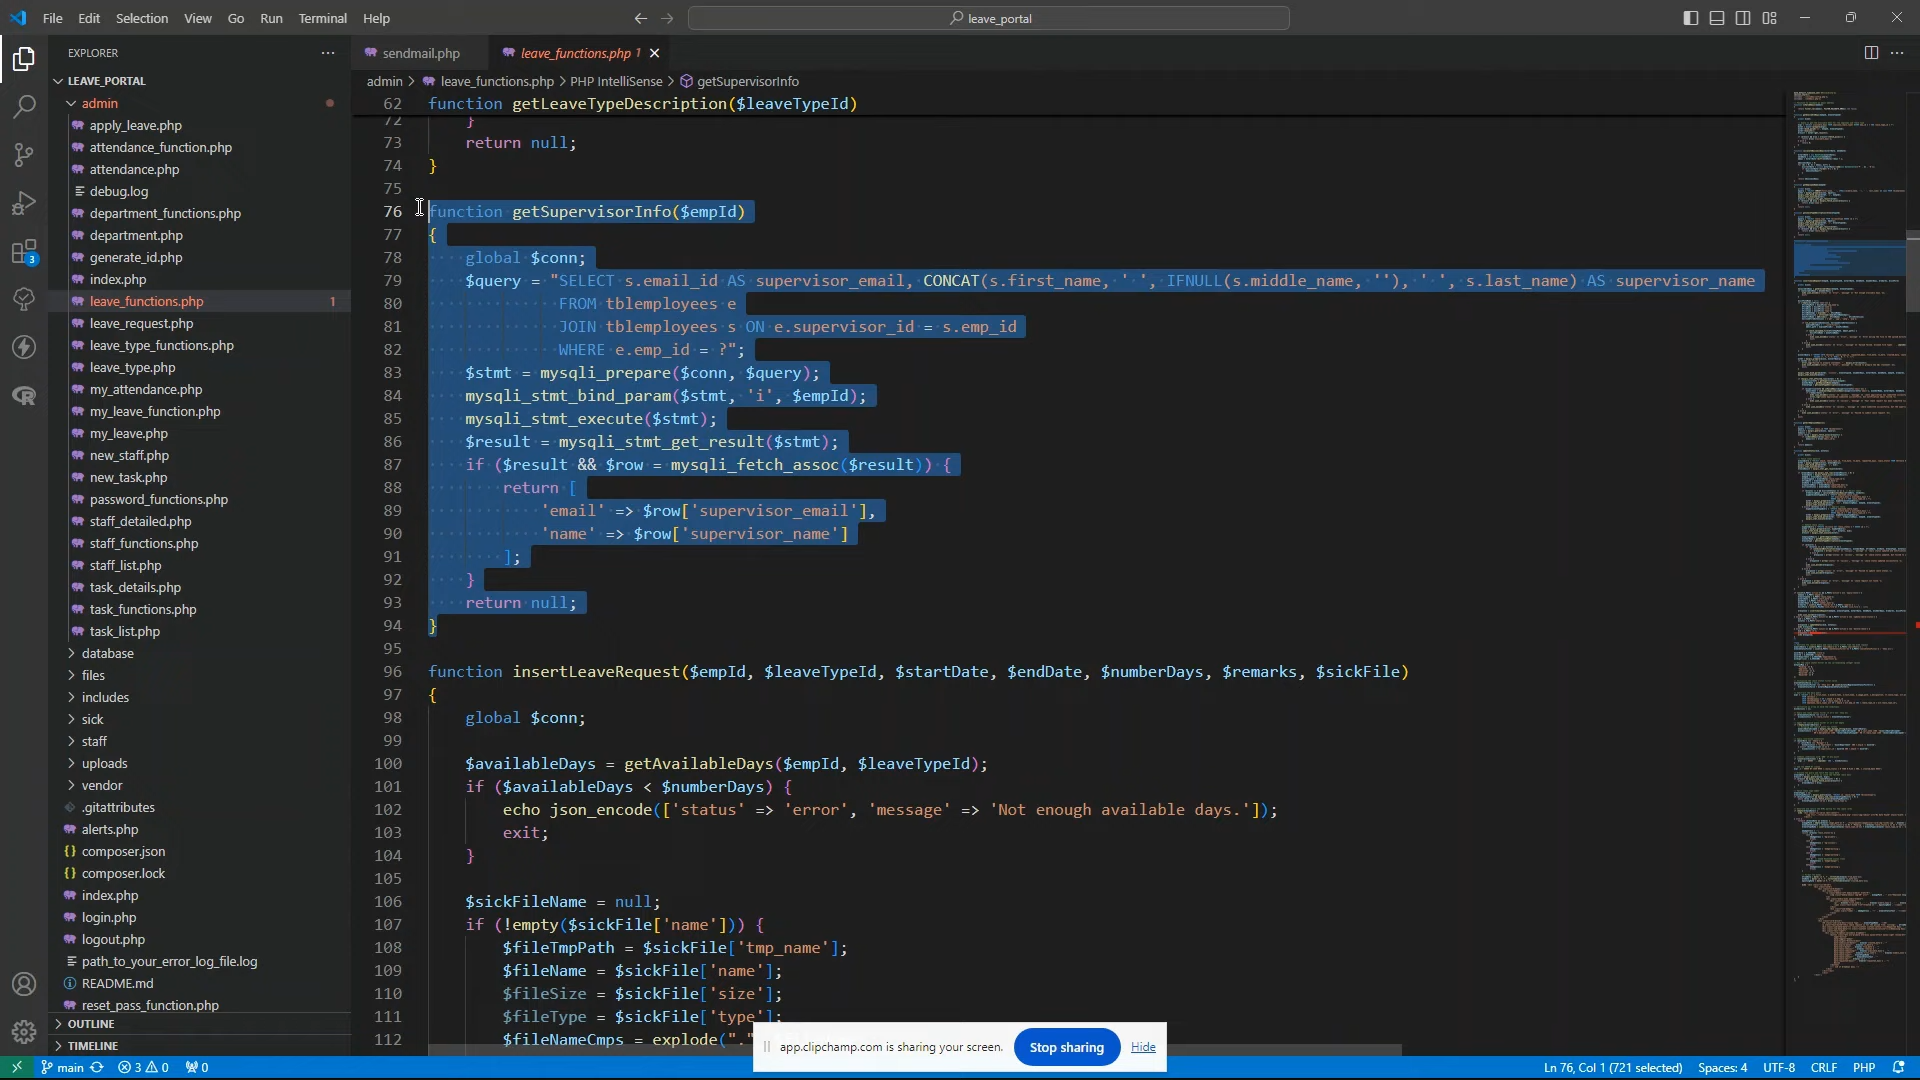 File Edit Selection View Go Run Terminal Help
leave_portal
EXPLORER
sendmail.php
leave_functions.php 1
LEAVE_PORTAL
admin > leave_functions.php > PHP IntelliSense > getSupervisorInfo
admin
apply_leave.php
attendance_function.php
attendance.php
debug.log
department_functions.php
department.php
generate_id.php
index.php
leave_functions.php 1
leave_request.php
leave_type_functions.php
leave_type.php
my_attendance.php
my_leave_function.php
my_leave.php
new_staff.php
new_task.php
password_functions.php
staff_detailed.php
staff_functions.php
staff_list.php
task_details.php
task_functions.php
task_list.php
database
files
includes
sick
staff
uploads
vendor
.gitattributes
alerts.php
composer.json
composer.lock
index.php
login.php
logout.php
path_to_your_error_log_file.log
README.md
reset_pass_function.php
OUTLINE
TIMELINE
3
62 function getLeaveTypeDescription($leaveTypeId)
72 }
73 return null;
74 }
75
76 function getSupervisorInfo($empId)
77 {
78 global $conn;
79 $query = "SELECT s.email_id AS supervisor_email, CONCAT(s.first_name, ' ', IFNULL(s.middle_name, ''), ' ', s.last_name) AS supervisor_name
80 FROM tblemployees e
81 JOIN tblemployees s ON e.supervisor_id = s.emp_id
82 WHERE e.emp_id = ?";
83 $stmt = mysqli_prepare($conn, $query);
84 mysqli_stmt_bind_param($stmt, 'i', $empId);
85 mysqli_stmt_execute($stmt);
86 $result = mysqli_stmt_get_result($stmt);
87 if ($result && $row = mysqli_fetch_assoc($result)) {
88 return [
89 'email' => $row['supervisor_email'],
90 'name' => $row['supervisor_name']
91 ];
92 }
93 return null;
94 }
95
96 function insertLeaveRequest($empId, $leaveTypeId, $startDate, $endDate, $numberDays, $remarks, $sickFile)
97 {
98 global $conn;
99
100 $availableDays = getAvailableDays($empId, $leaveTypeId);
101 if ($availableDays < $numberDays) {
102 echo json_encode(['status' => 'error', 'message' => 'Not enough available days.']);
103 exit;
104 }
105
106 $sickFileName = null;
107 if (!empty($sickFile['name'])) {
108 $fileTmpPath = $sickFile['tmp_name'];
109 $fileName = $sickFile['name'];
110 $fileSize = $sickFile['size'];
111 $fileType = $sickFile['type'];
112 $fileNameCmps = explode("."
app.clipchamp.com is sharing your screen. Stop sharing Hide
main 3 0 0 Ln 76, Col 1 (721 selected) Spaces: 4 UTF-8 CRLF PHP